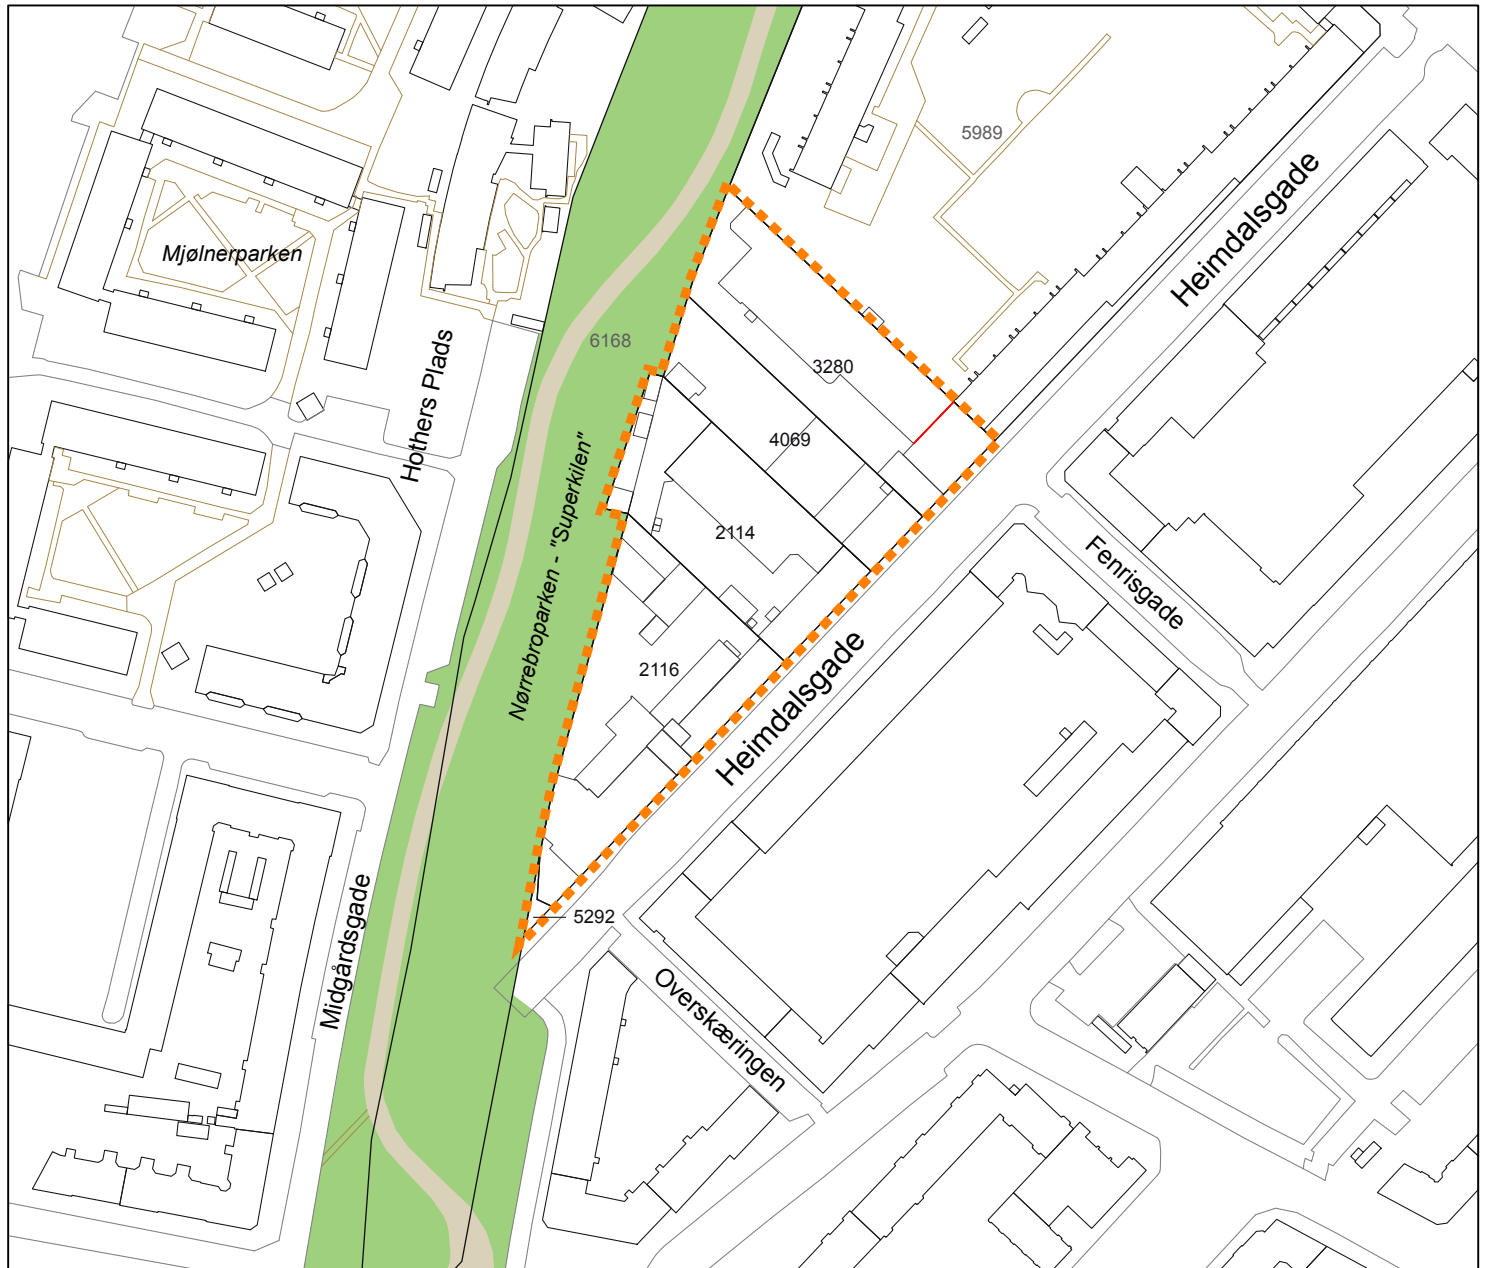 5989
Heimdalsgade
Mjølnerparken
6168
Hothers Plads
3280
4069
Nørrebroparken - "Superkilen"
2114
Fenrisgade
2116
Heimdalsgade
5292
Midgårdsgade
Overskæringen